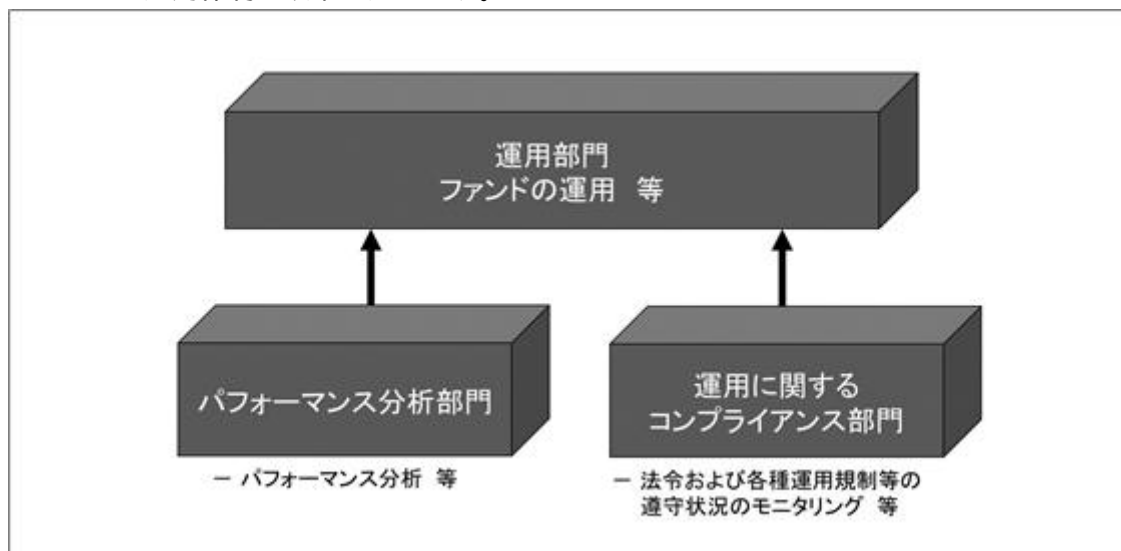 運用部門
ファンドの運用 等
パフォーマンス分析部門
－ パフォーマンス分析 等
運用に関する
コンプライアンス部門
－ 法令および各種運用規制等の
遵守状況のモニタリング 等